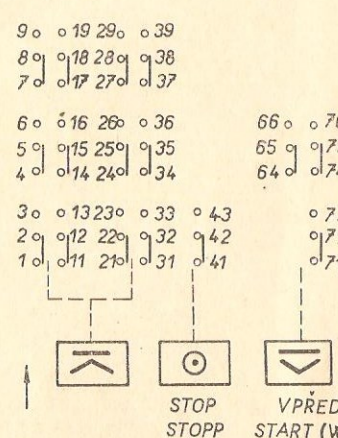 9 19 29 39
8 18 28 38
7 17 27 37
6 16 26 36 66
5 15 25 35 65
4 14 24 34 64
3 13 23 33 43
2 12 22 32 42
1 11 21 31 41
STOP VPŘED
STOPP START